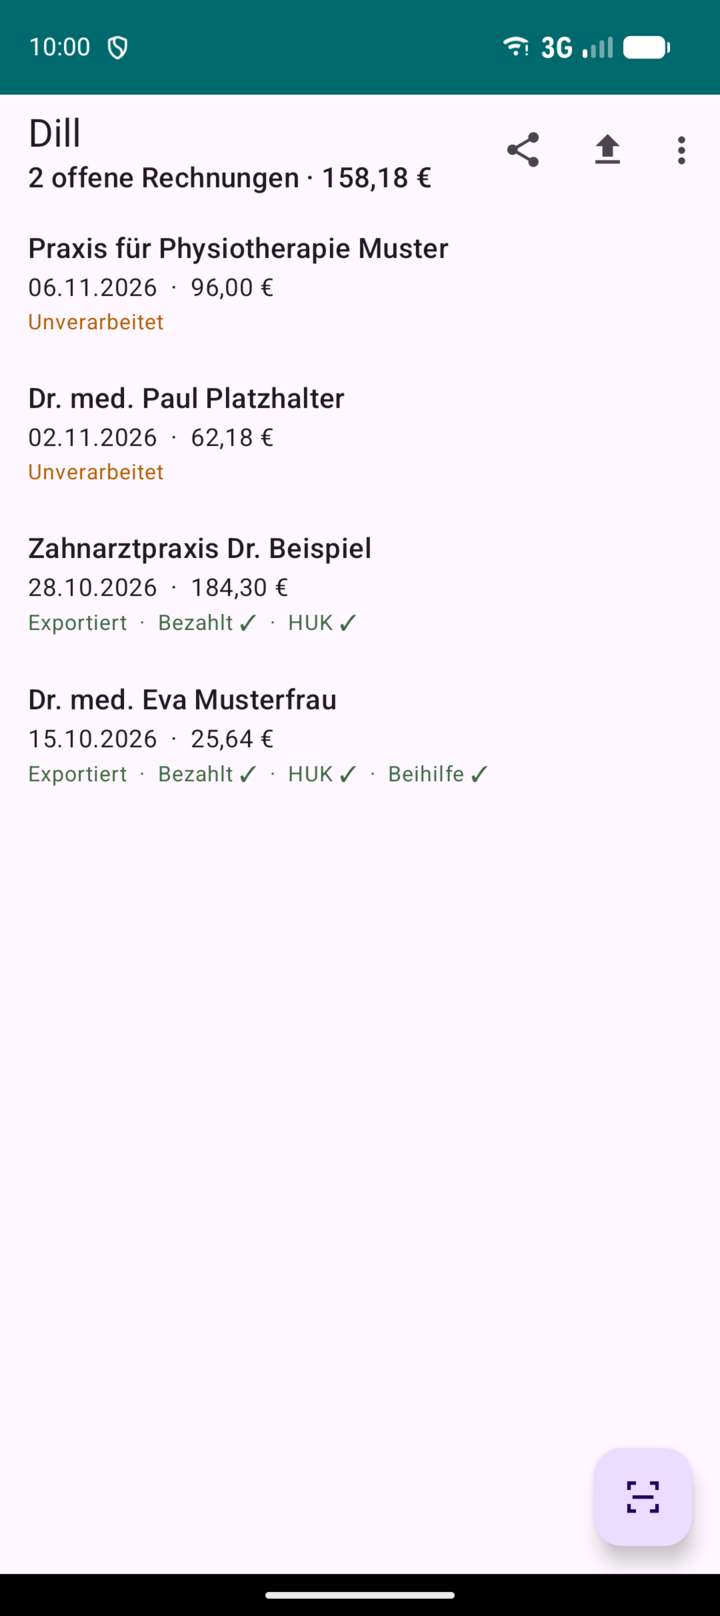 10:00
3G
Dill
2 offene Rechnungen · 158,18 €
Praxis für Physiotherapie Muster
06.11.2026 · 96,00 €
Unverarbeitet
Dr. med. Paul Platzhalter
02.11.2026 · 62,18 €
Unverarbeitet
Zahnarztpraxis Dr. Beispiel
28.10.2026 · 184,30 €
Exportiert · Bezahlt ✓ · HUK ✓
Dr. med. Eva Musterfrau
15.10.2026 · 25,64 €
Exportiert · Bezahlt ✓ · HUK ✓ · Beihilfe ✓